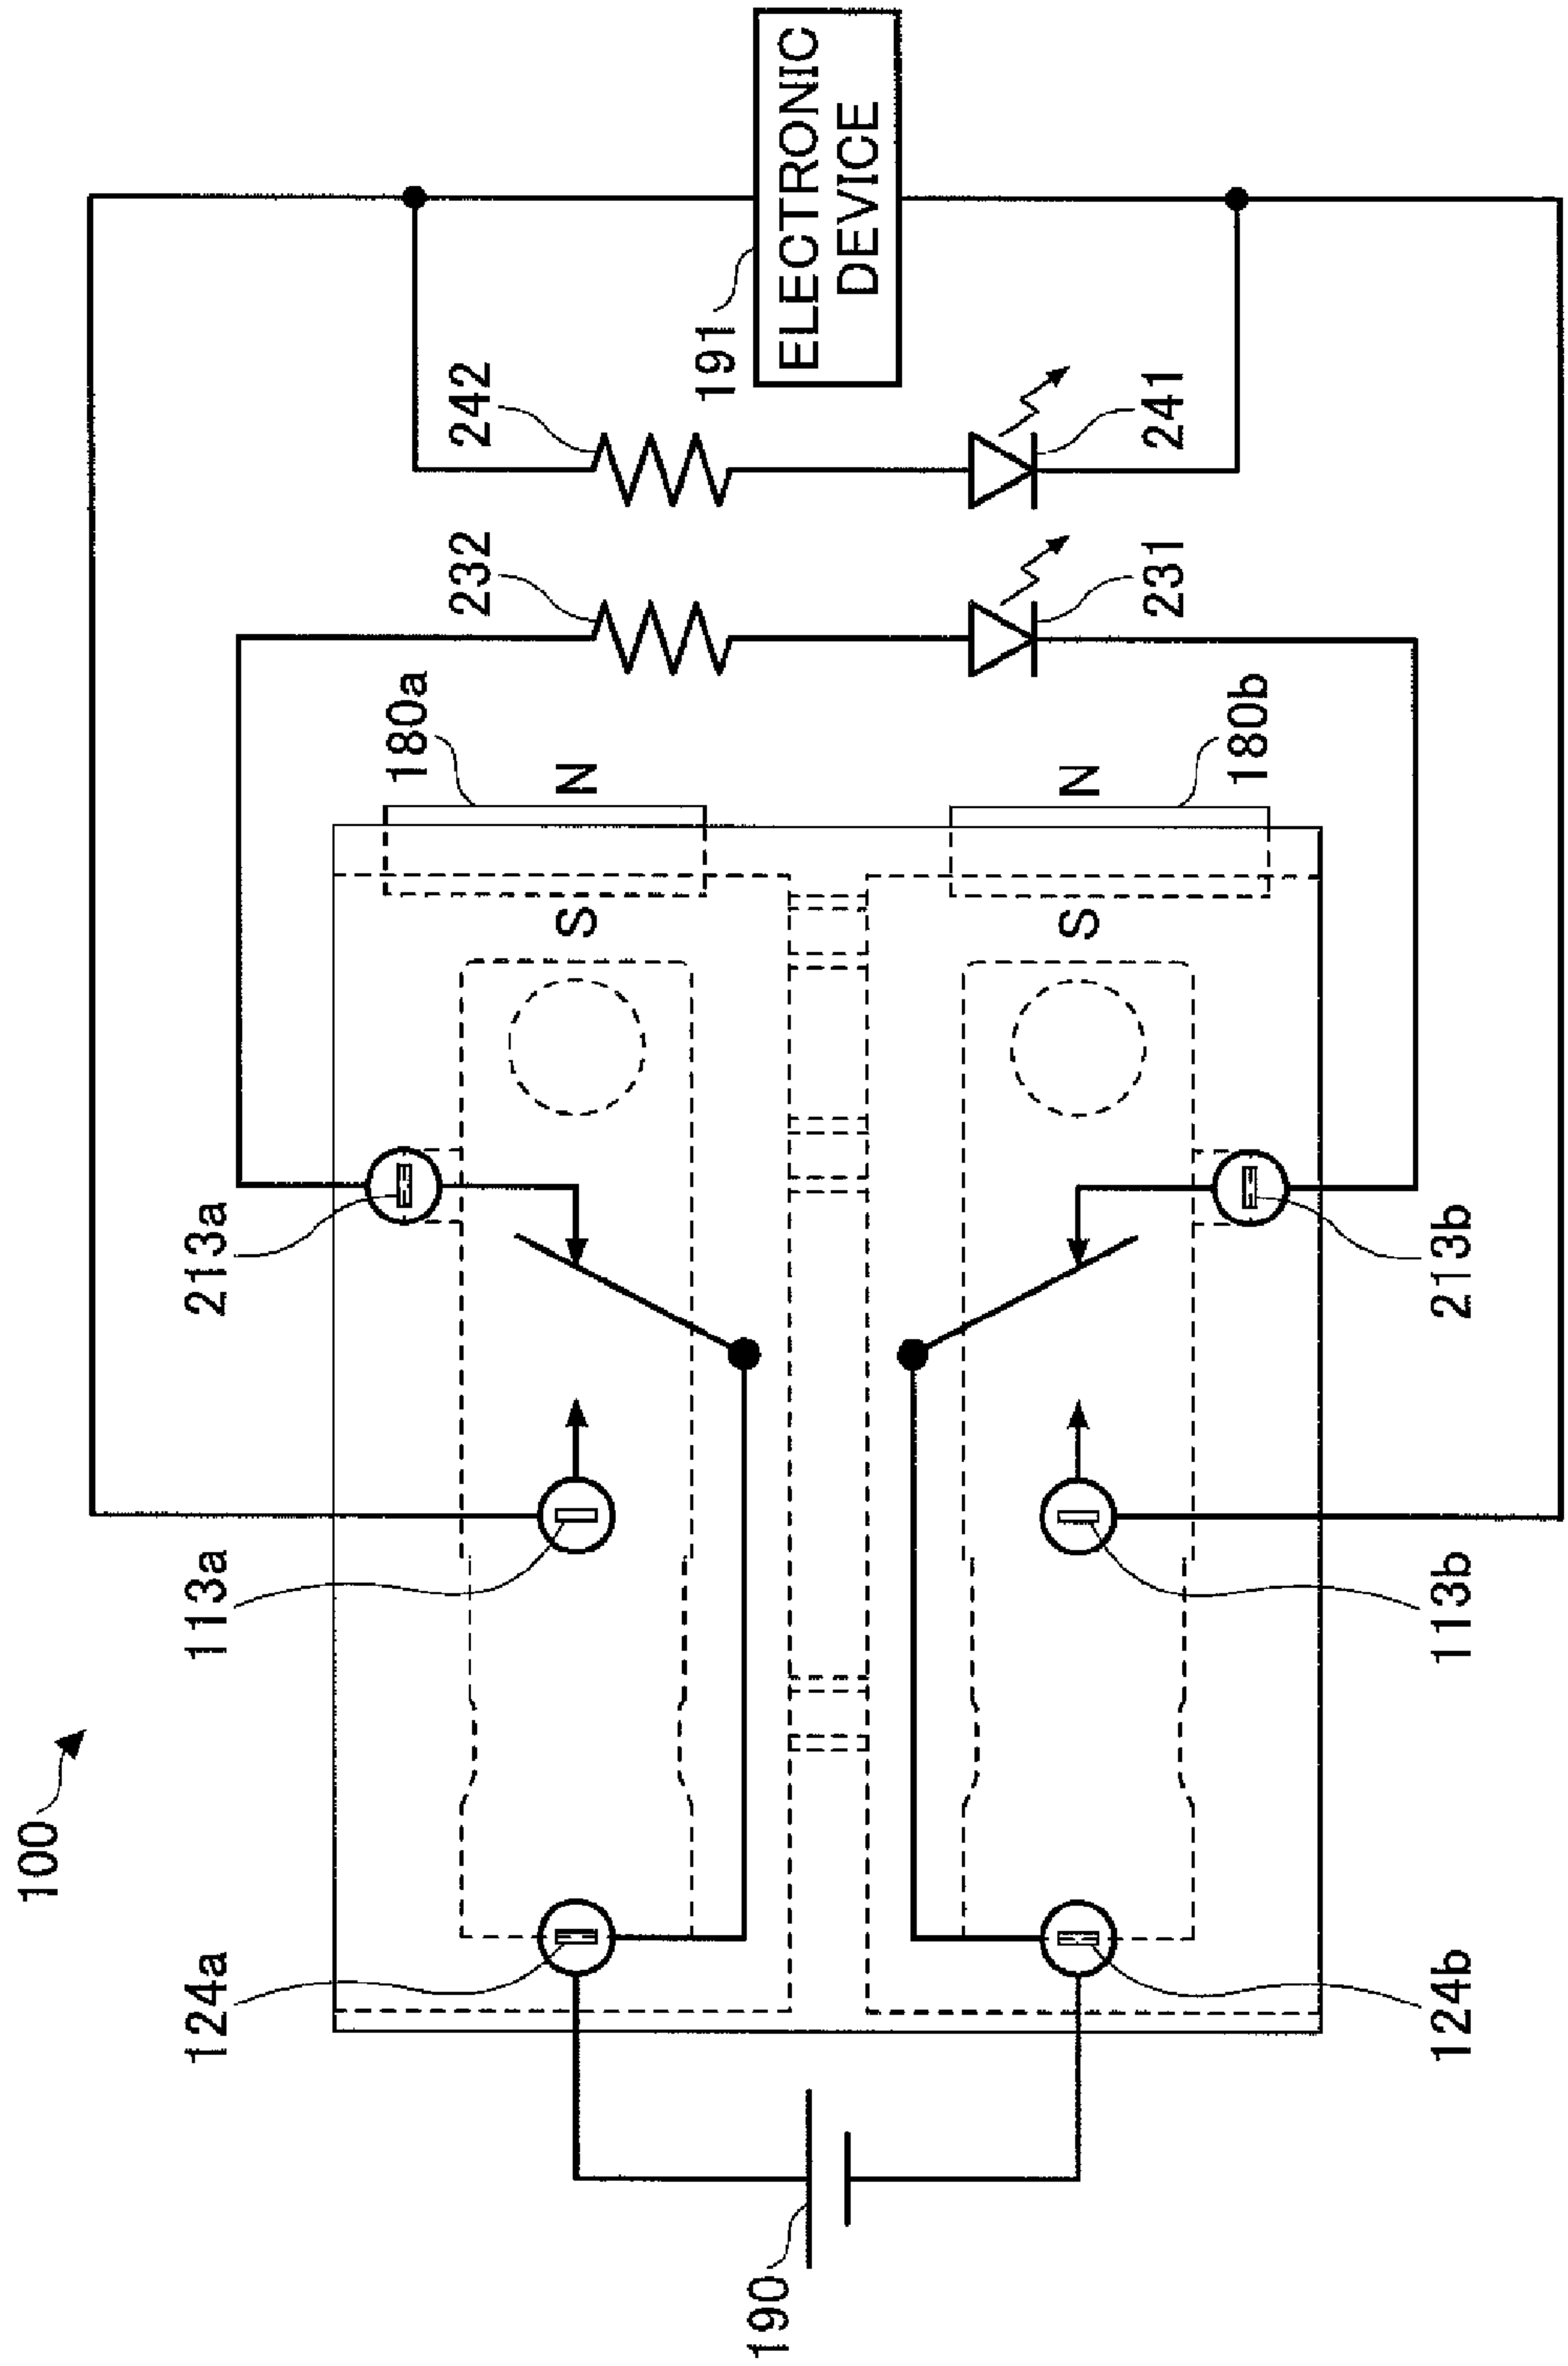 100
124a
113a
213a
180a
232
242
191
ELECTRONIC
DEVICE
N
S
N
S
190
231
241
180b
124b
113b
213b